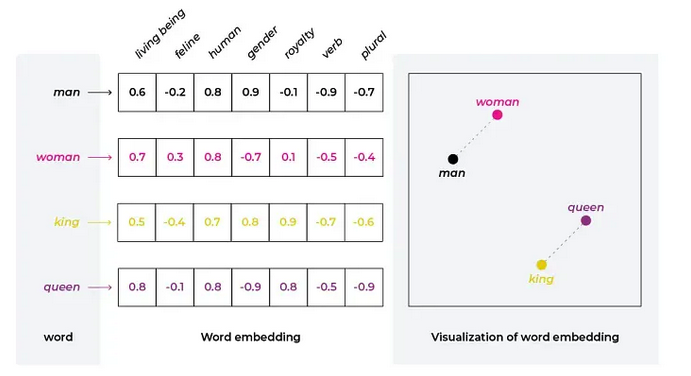 living being feline human gender royalty verb plural
man 0.6 -0.2 0.8 0.9 -0.1 -0.9 -0.7
woman 0.7 0.3 0.8 -0.7 0.1 -0.5 -0.4
king 0.5 -0.4 0.7 0.8 0.9 -0.7 -0.6
queen 0.8 -0.1 0.8 -0.9 0.8 -0.5 -0.9
word Word embedding
woman
man
queen
king
Visualization of word embedding